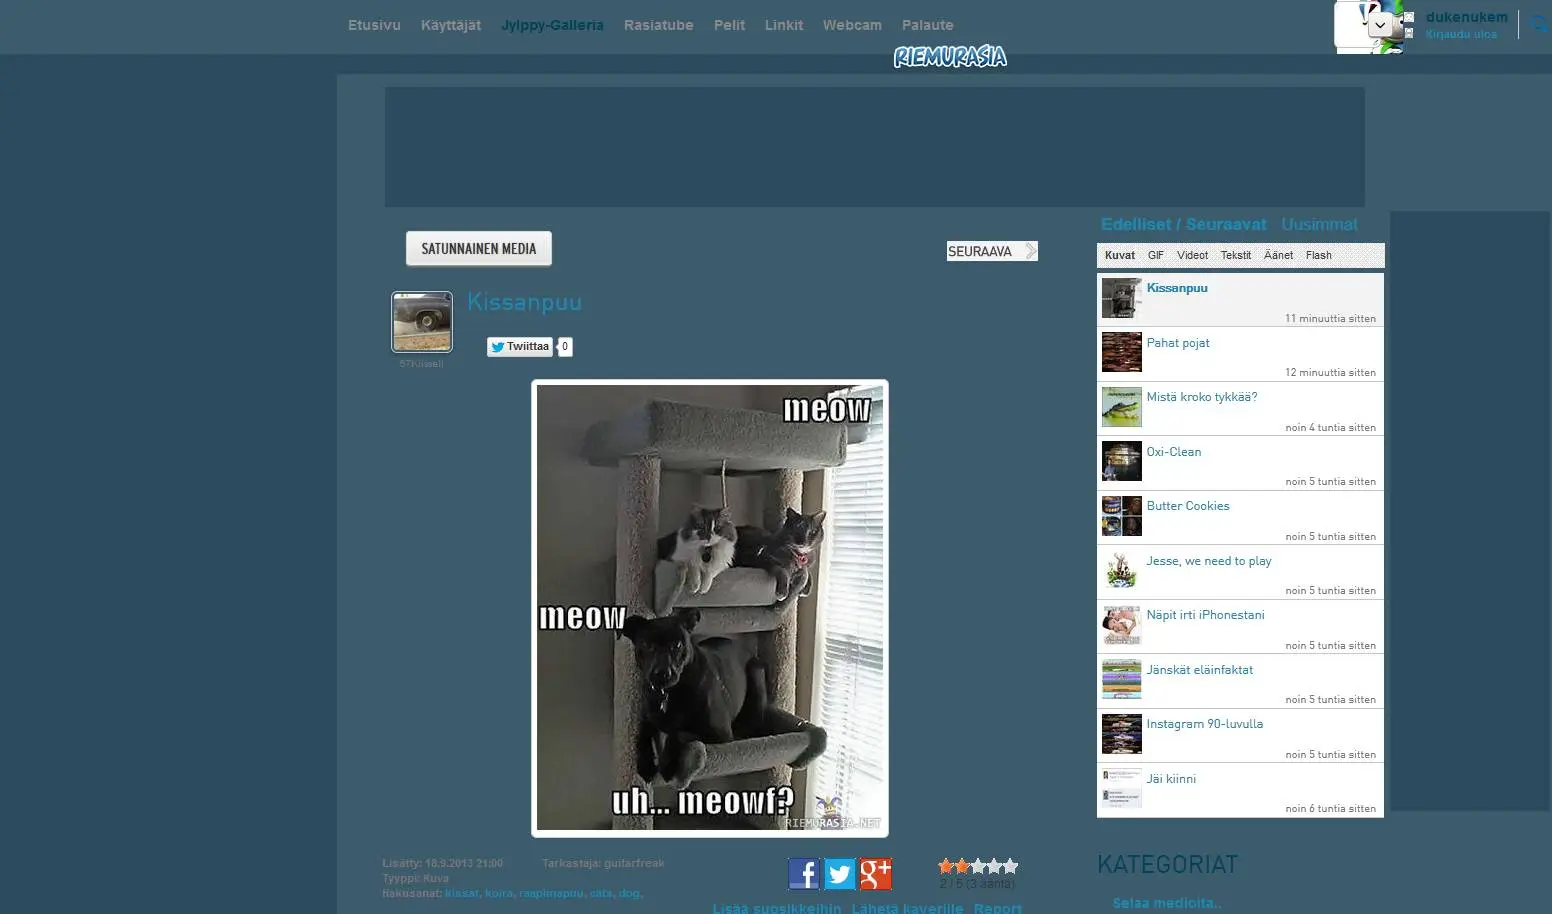 Etusivu Käyttäjät Jylppy-Galleria Rasiatube Pelit Linkit Webcam Palaute
dukenukem
Kirjaudu ulos
RIEMURASIA
SATUNNAINEN MEDIA
SEURAAVA
Kissanpuu
Twiittaa 0
57Kiisseli
meow
meow
uh... meowf?
RIEMURASIA.NET
Lisätty: 18.9.2013 21:00 Tarkastaja: guitarfreak
Tyyppi: Kuva
Hakusanat: kissat, koira, raapimapuu, cats, dog,
2 / 5 (3 ääntä)
Lisää suosikkeihin Lähetä kaverille Report
Edelliset / Seuraavat Uusimmat
Kuvat GIF Videot Tekstit Äänet Flash
Kissanpuu
11 minuuttia sitten
Pahat pojat
12 minuuttia sitten
Mistä kroko tykkää?
noin 4 tuntia sitten
Oxi-Clean
noin 5 tuntia sitten
Butter Cookies
noin 5 tuntia sitten
Jesse, we need to play
noin 5 tuntia sitten
Näpit irti iPhonestani
noin 5 tuntia sitten
Jänskät eläinfaktat
noin 5 tuntia sitten
Instagram 90-luvulla
noin 5 tuntia sitten
Jäi kiinni
noin 6 tuntia sitten
KATEGORIAT
Selaa medioita..